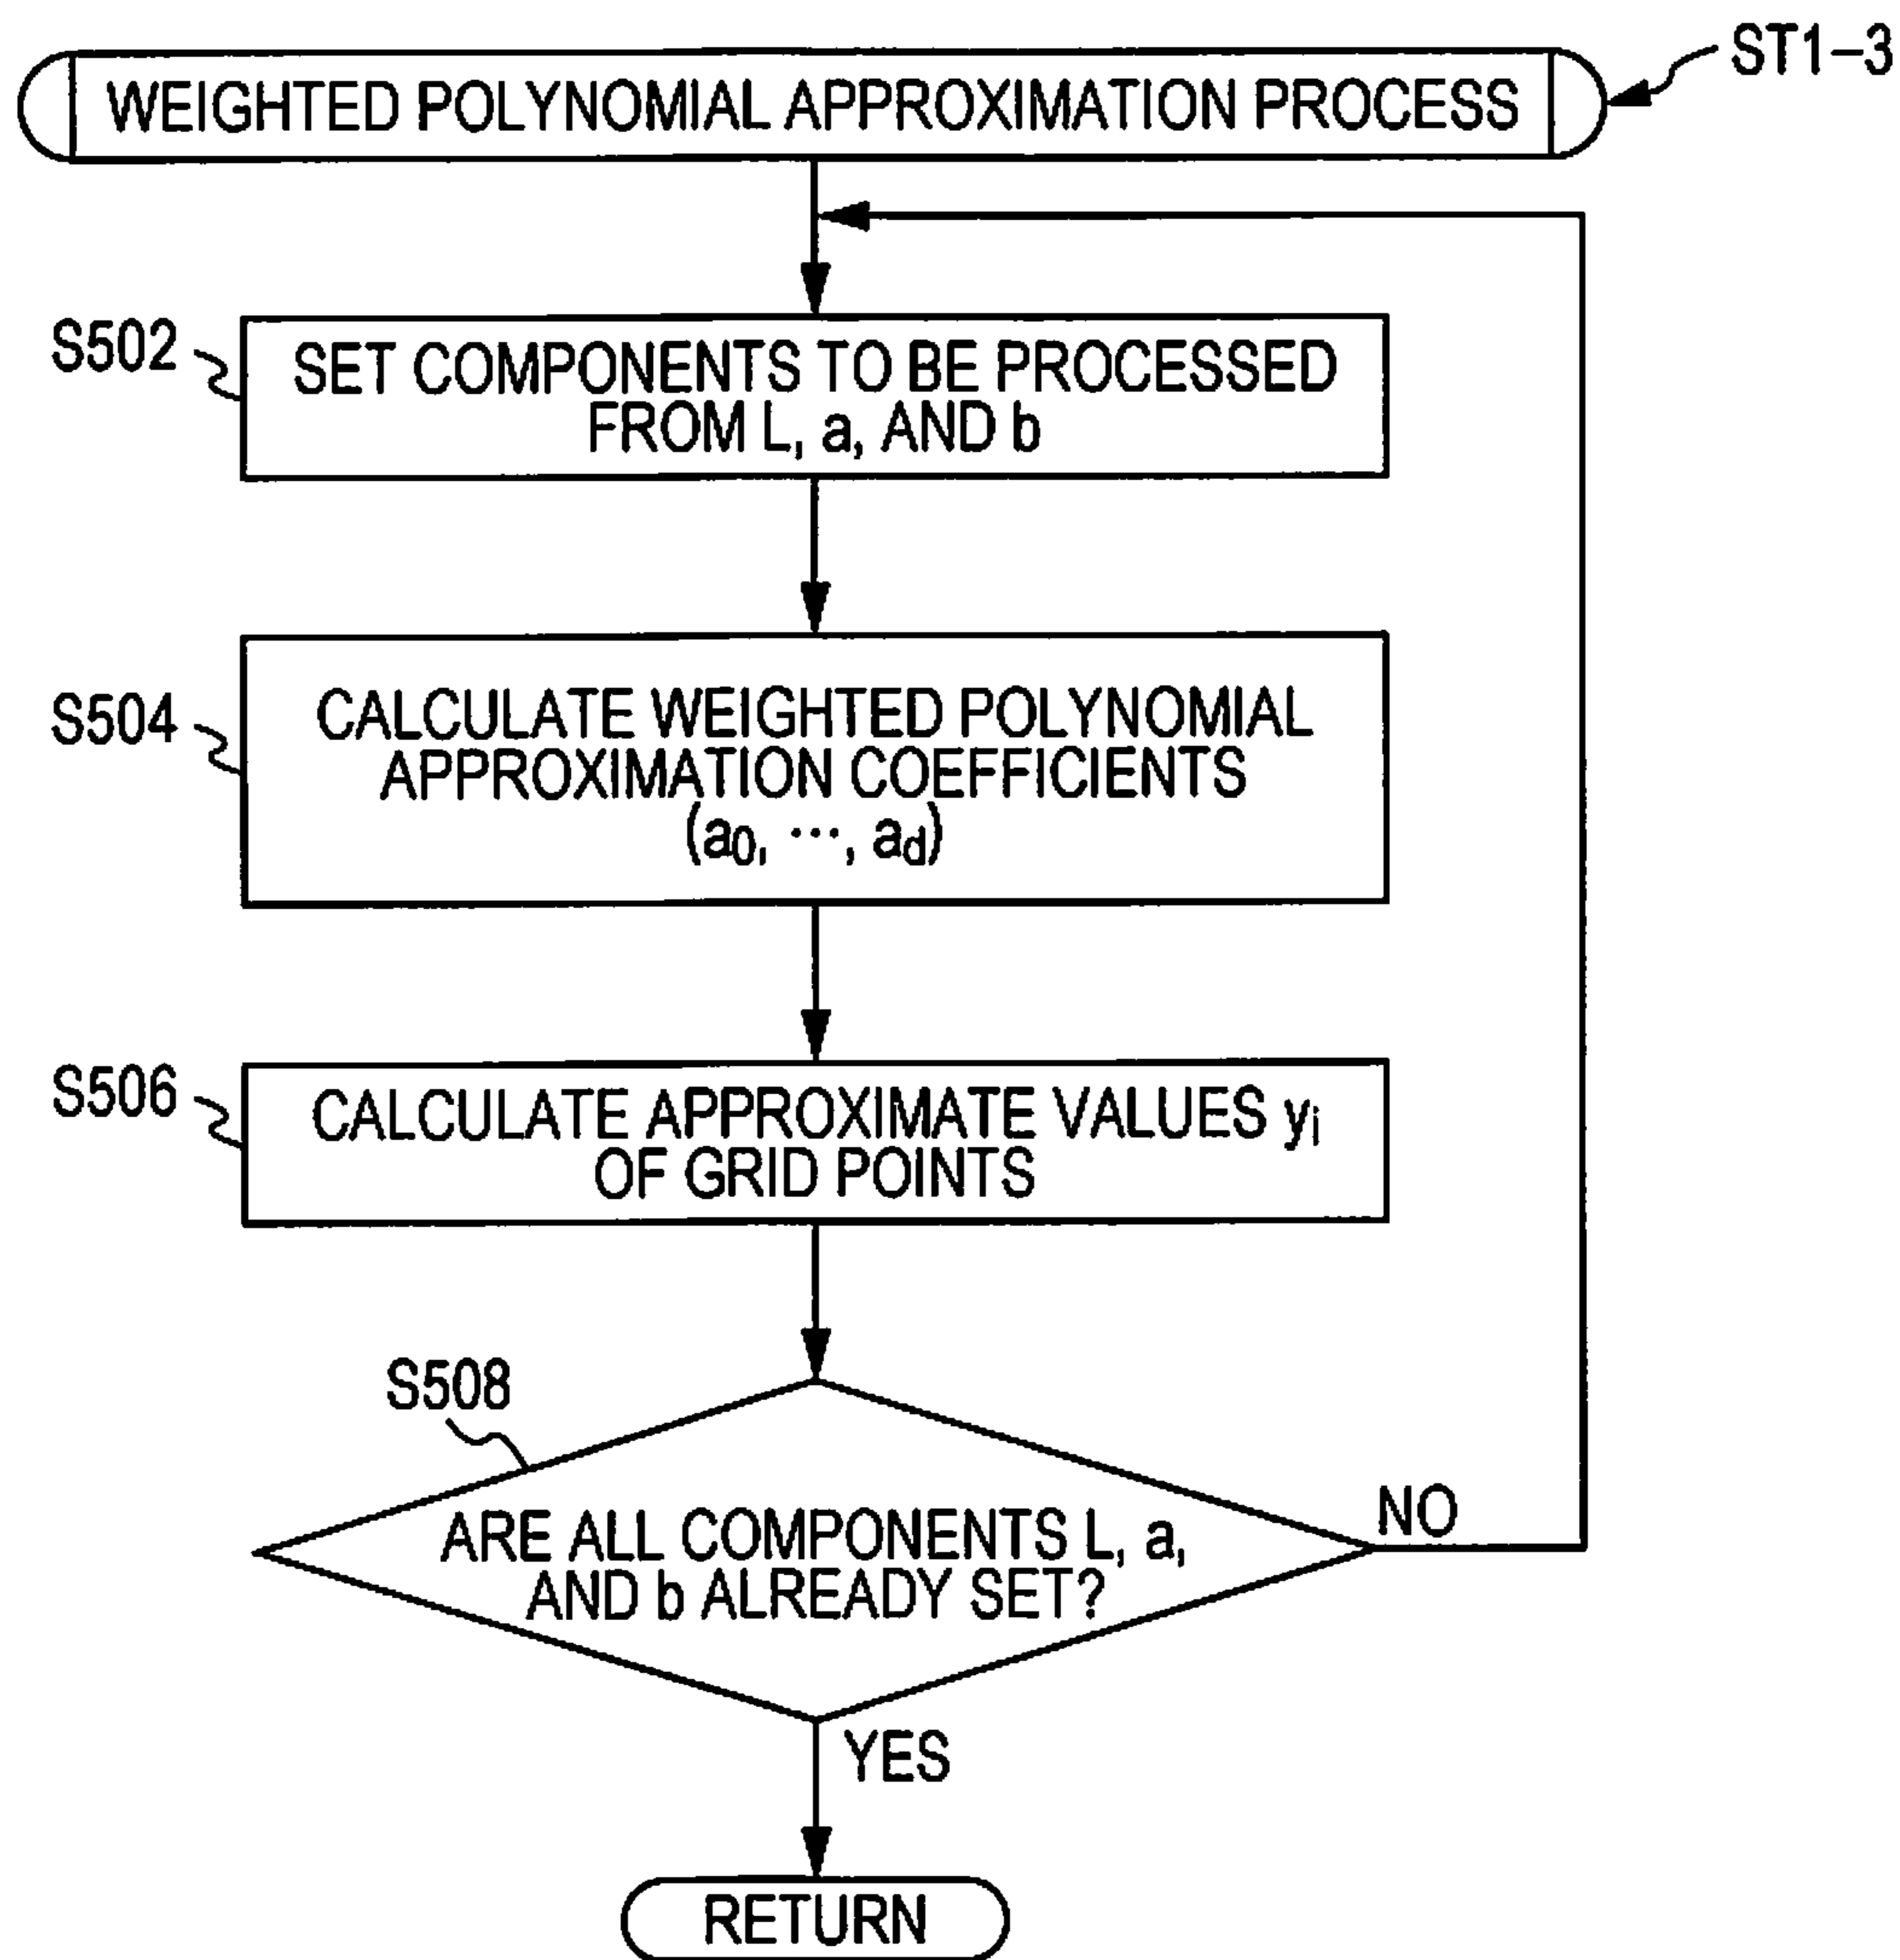 WEIGHTED POLYNOMIAL APPROXIMATION PROCESS
ST1-3
S502
SET COMPONENTS TO BE PROCESSED
FROM L, a, AND b
S504
CALCULATE WEIGHTED POLYNOMIAL
APPROXIMATION COEFFICIENTS
(a0, ···, ad)
S506
CALCULATE APPROXIMATE VALUES yi
OF GRID POINTS
S508
ARE ALL COMPONENTS L, a,
AND b ALREADY SET?
NO
YES
RETURN